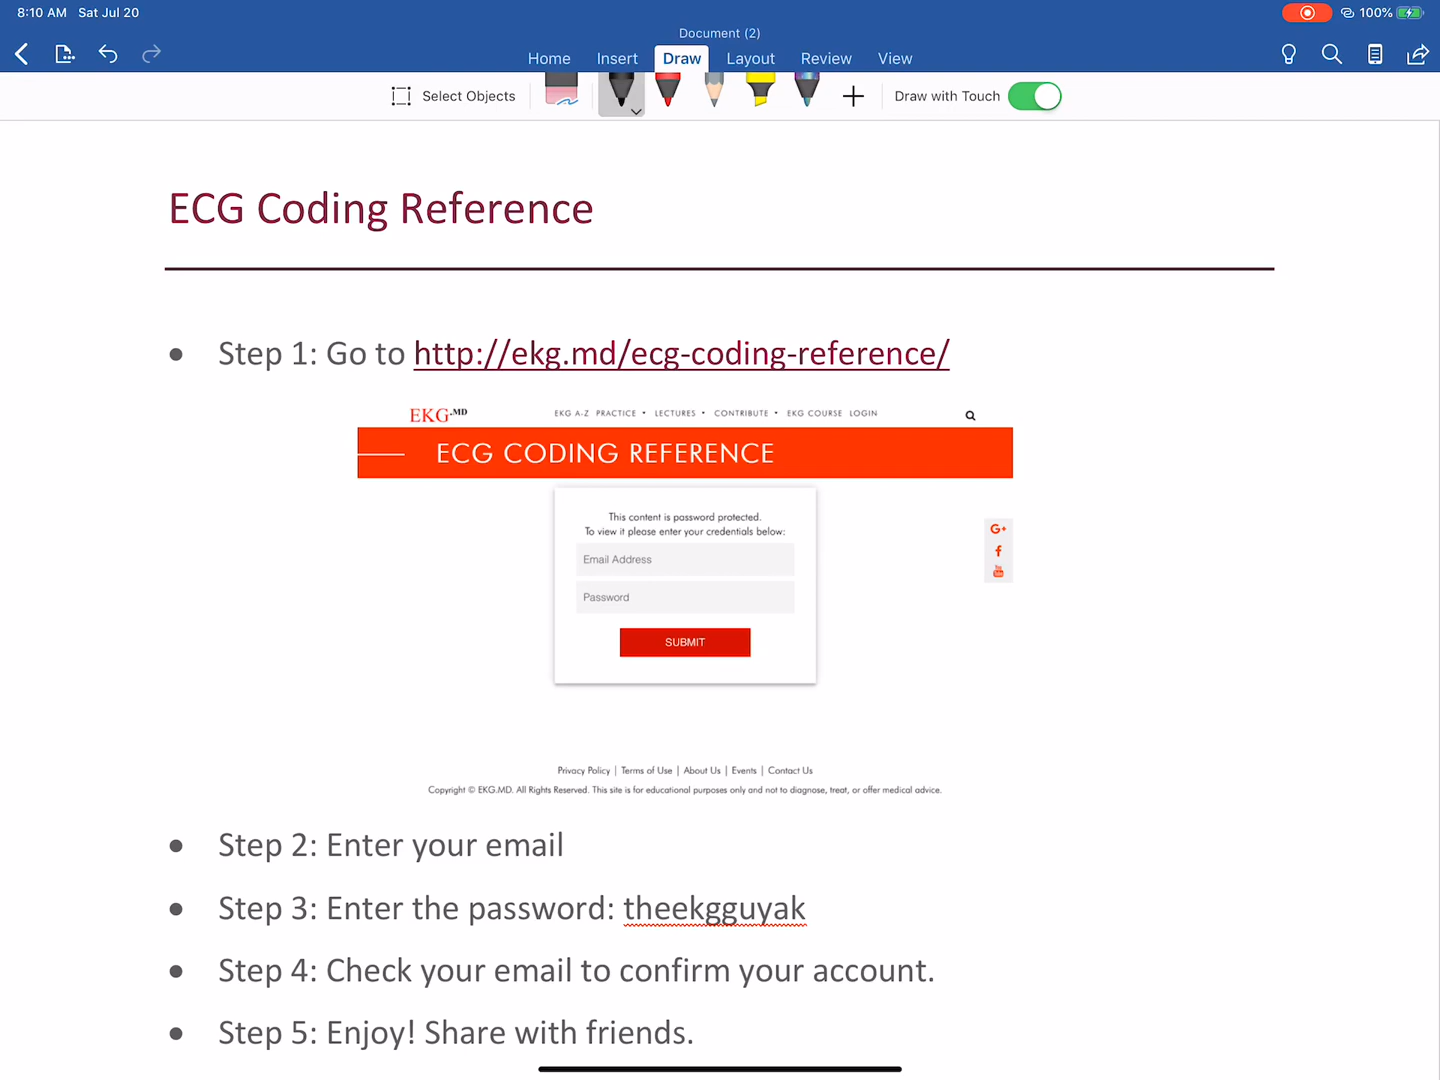 8:10 AM Sat Jul 20
100%
Document (2)
Home Insert Draw Layout Review View
Select Objects
Draw with Touch
ECG Coding Reference
• Step 1: Go to http://ekg.md/ecg-coding-reference/
EKG.MD
EKG A-Z PRACTICE • LECTURES • CONTRIBUTE • EKG COURSE LOGIN
ECG CODING REFERENCE
This content is password protected.
To view it please enter your credentials below:
Email Address
Password
SUBMIT
G+
f
You Tube
Privacy Policy | Terms of Use | About Us | Events | Contact Us
Copyright © EKG.MD. All Rights Reserved. This site is for educational purposes only and not to diagnose, treat, or offer medical advice.
• Step 2: Enter your email
• Step 3: Enter the password: theekgguyak
• Step 4: Check your email to confirm your account.
• Step 5: Enjoy! Share with friends.